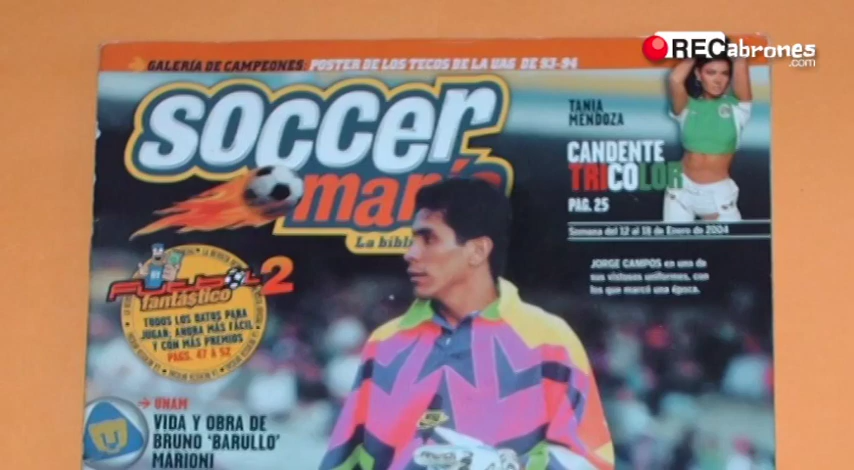 RECabrones
.com
GALERÍA DE CAMPEONES: POSTER DE LOS TECOS DE LA UAG DE 93-94
soccer
manía
La bibli
TANIA
MENDOZA
CANDENTE
TRICOLOR
PAG. 25
Semana del 12 al 18 de Enero de 2004
JORGE CAMPOS en uno de
sus vistosos uniformes, con
los que marcó una época.
FUTBOL 2
fantástico
TODOS LOS DATOS PARA
JUGAR; AHORA MÁS FÁCIL
Y CON MÁS PREMIOS
PAGS. 47 A 52
UNAM
VIDA Y OBRA DE
BRUNO 'BARULLO'
MARIONI